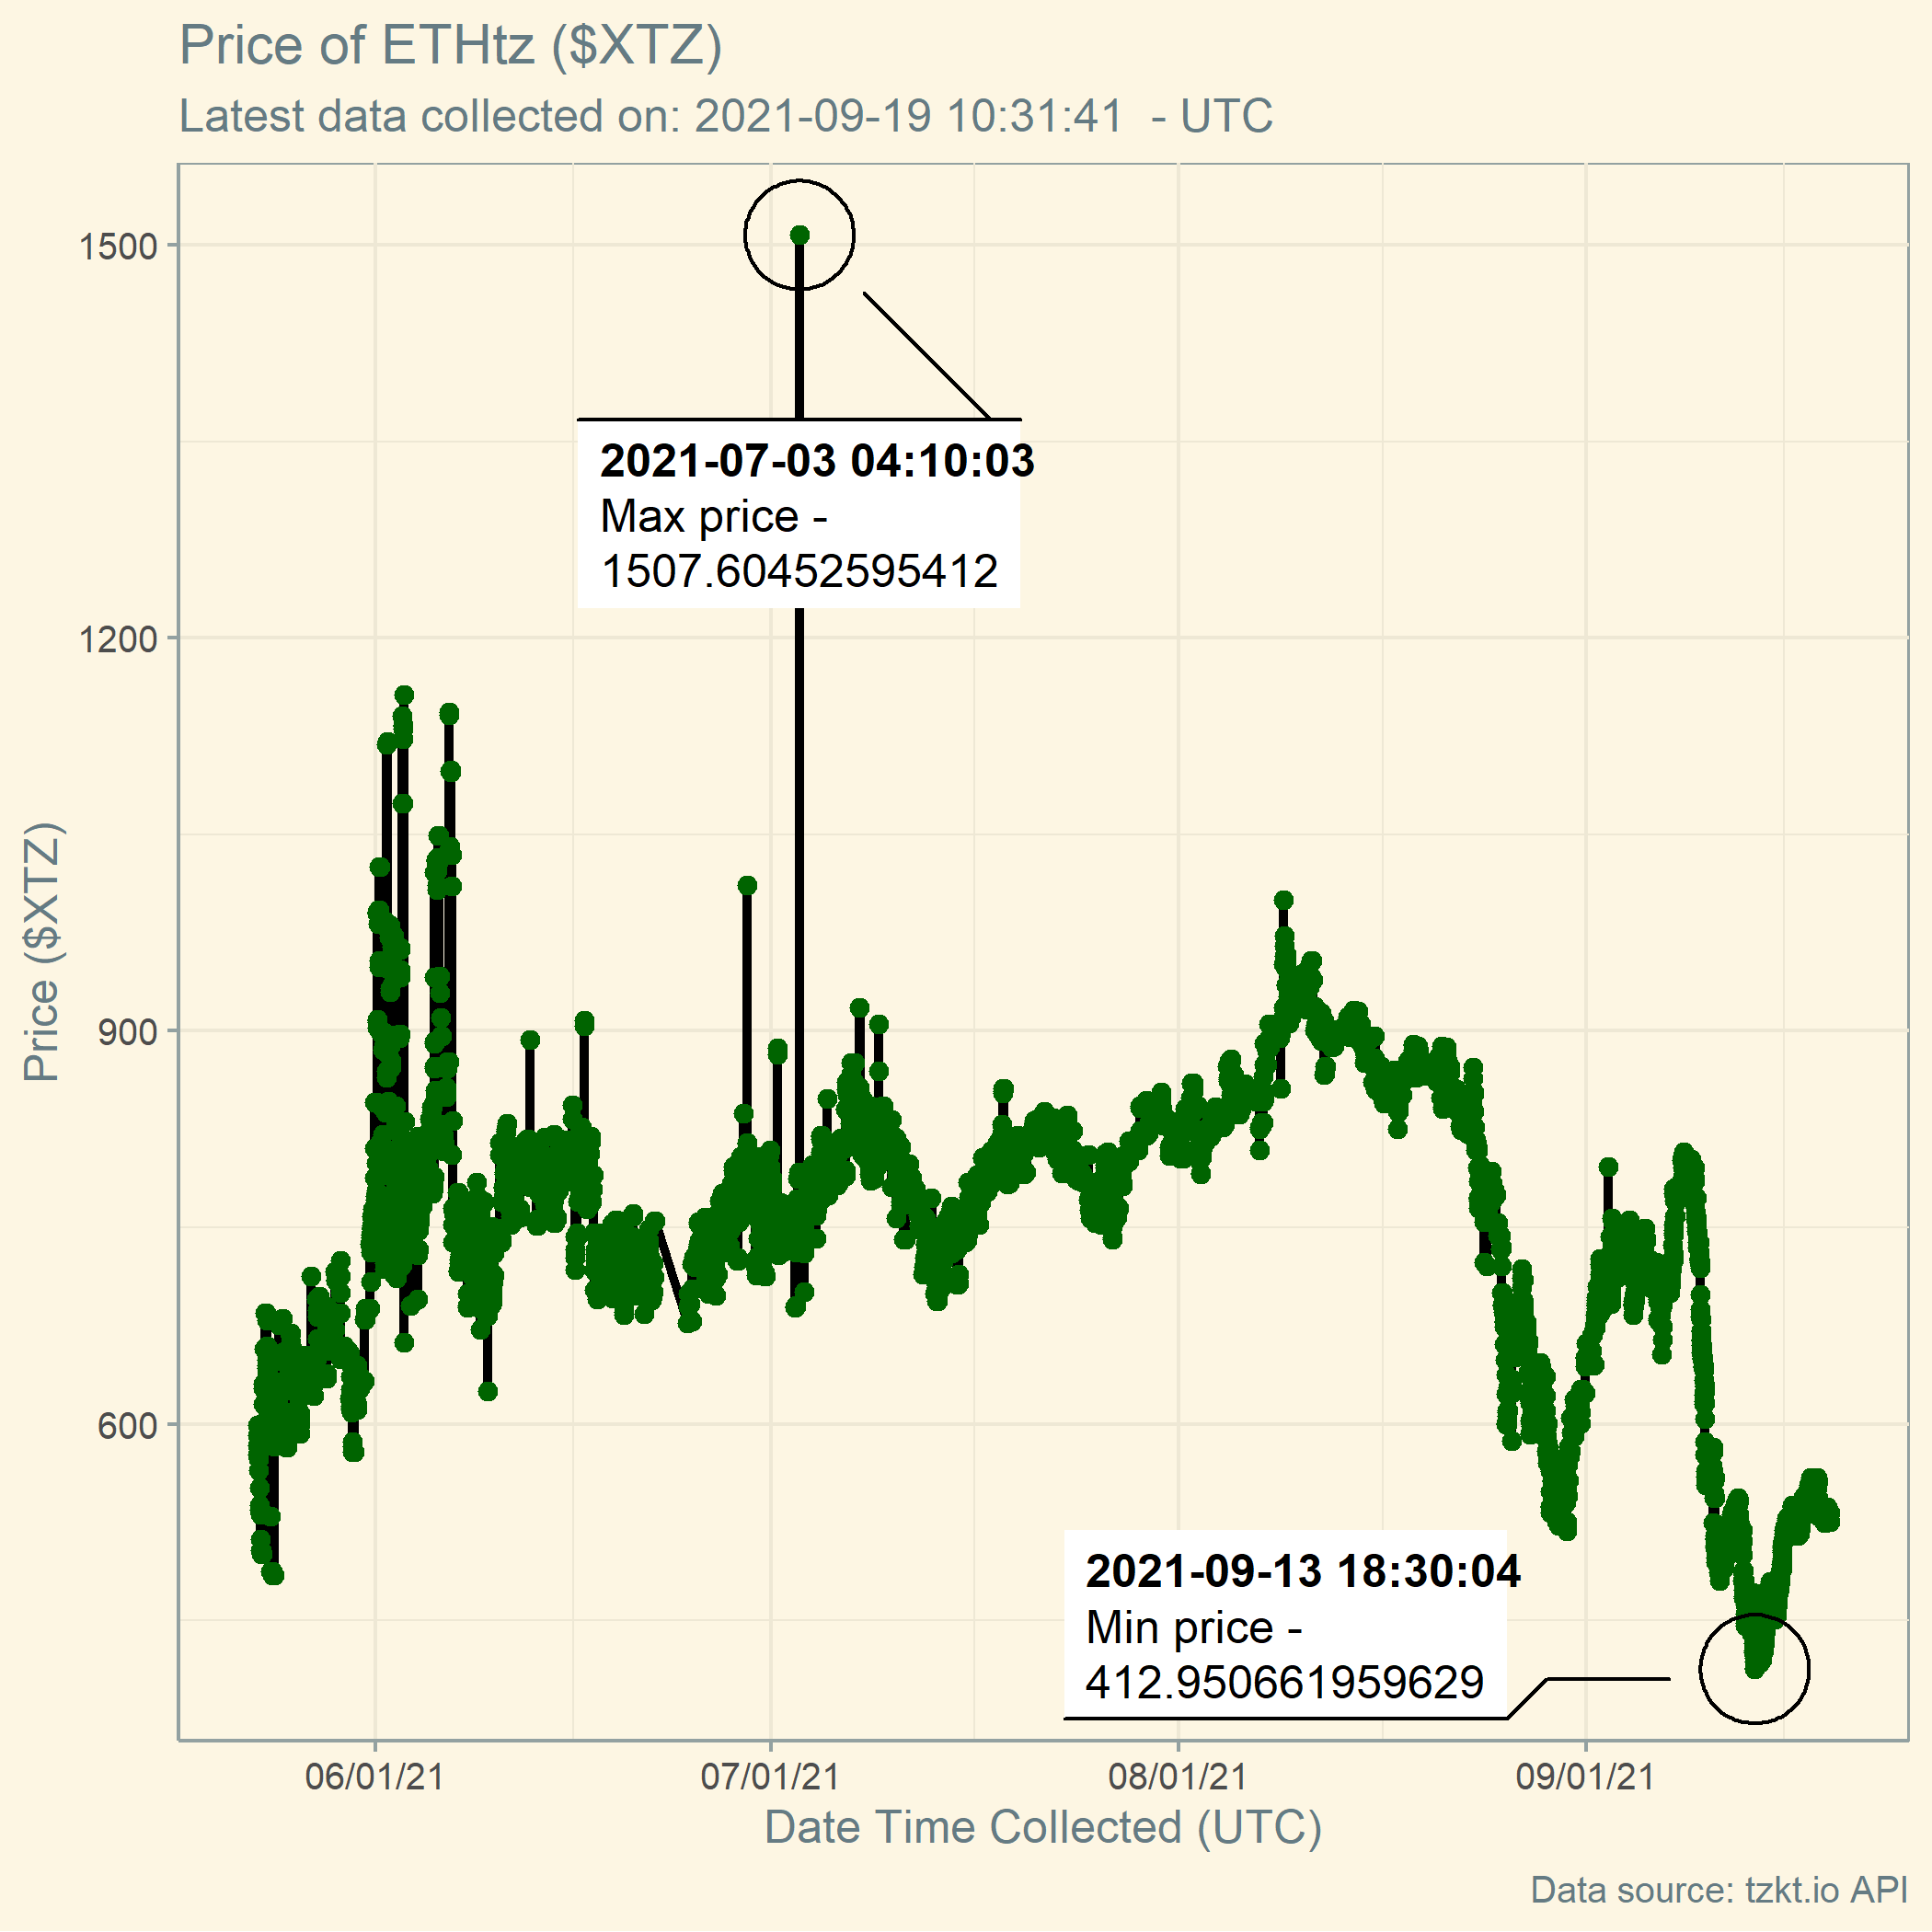 Price of ETHtz ($XTZ)
Latest data collected on: 2021-09-19 10:31:41  - UTC
1500
1200
900
600
Price ($XTZ)
2021-07-03 04:10:03
Max price -
1507.60452595412
2021-09-13 18:30:04
Min price -
412.950661959629
06/01/21
07/01/21
08/01/21
09/01/21
Date Time Collected (UTC)
Data source: tzkt.io API